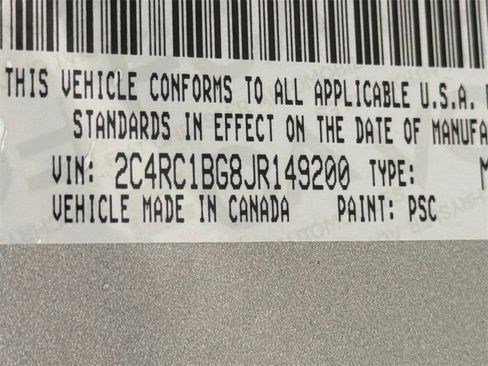 THIS VEHICLE CONFORMS TO ALL APPLICABLE U.S.A.
STANDARDS IN EFFECT ON THE DATE OF MANUFA
VIN: 2C4RC1BG8JR149200 TYPE: M
VEHICLE MADE IN CANADA PAINT: PSC